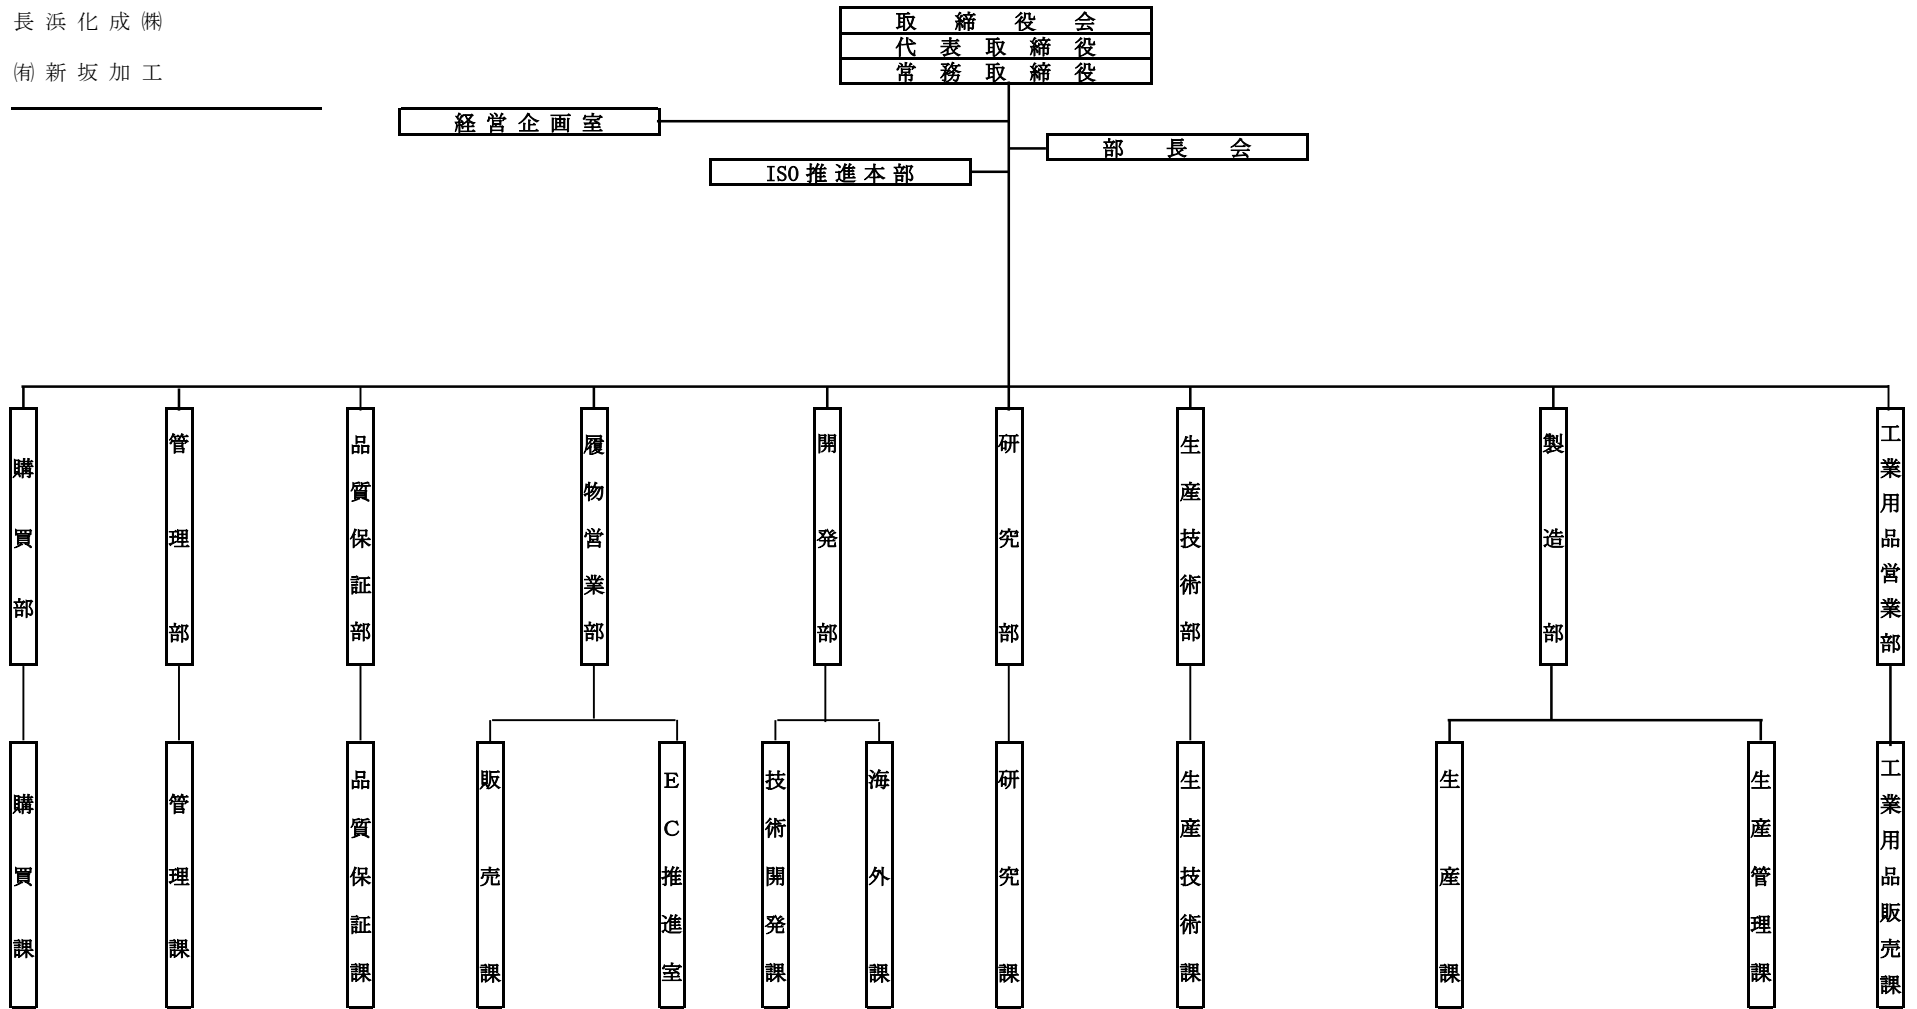 長浜化成㈱
㈲新坂加工
取締役会
代表取締役
常務取締役
経営企画室
部長会
ISO推進本部
購買部
管理部
品質保証部
履物営業部
開発部
研究部
生産技術部
製造部
工業用品営業部
購買課
管理課
品質保証課
販売課
EC推進室
技術開発課
海外課
研究課
生産技術課
生産課
生産管理課
工業用品販売課